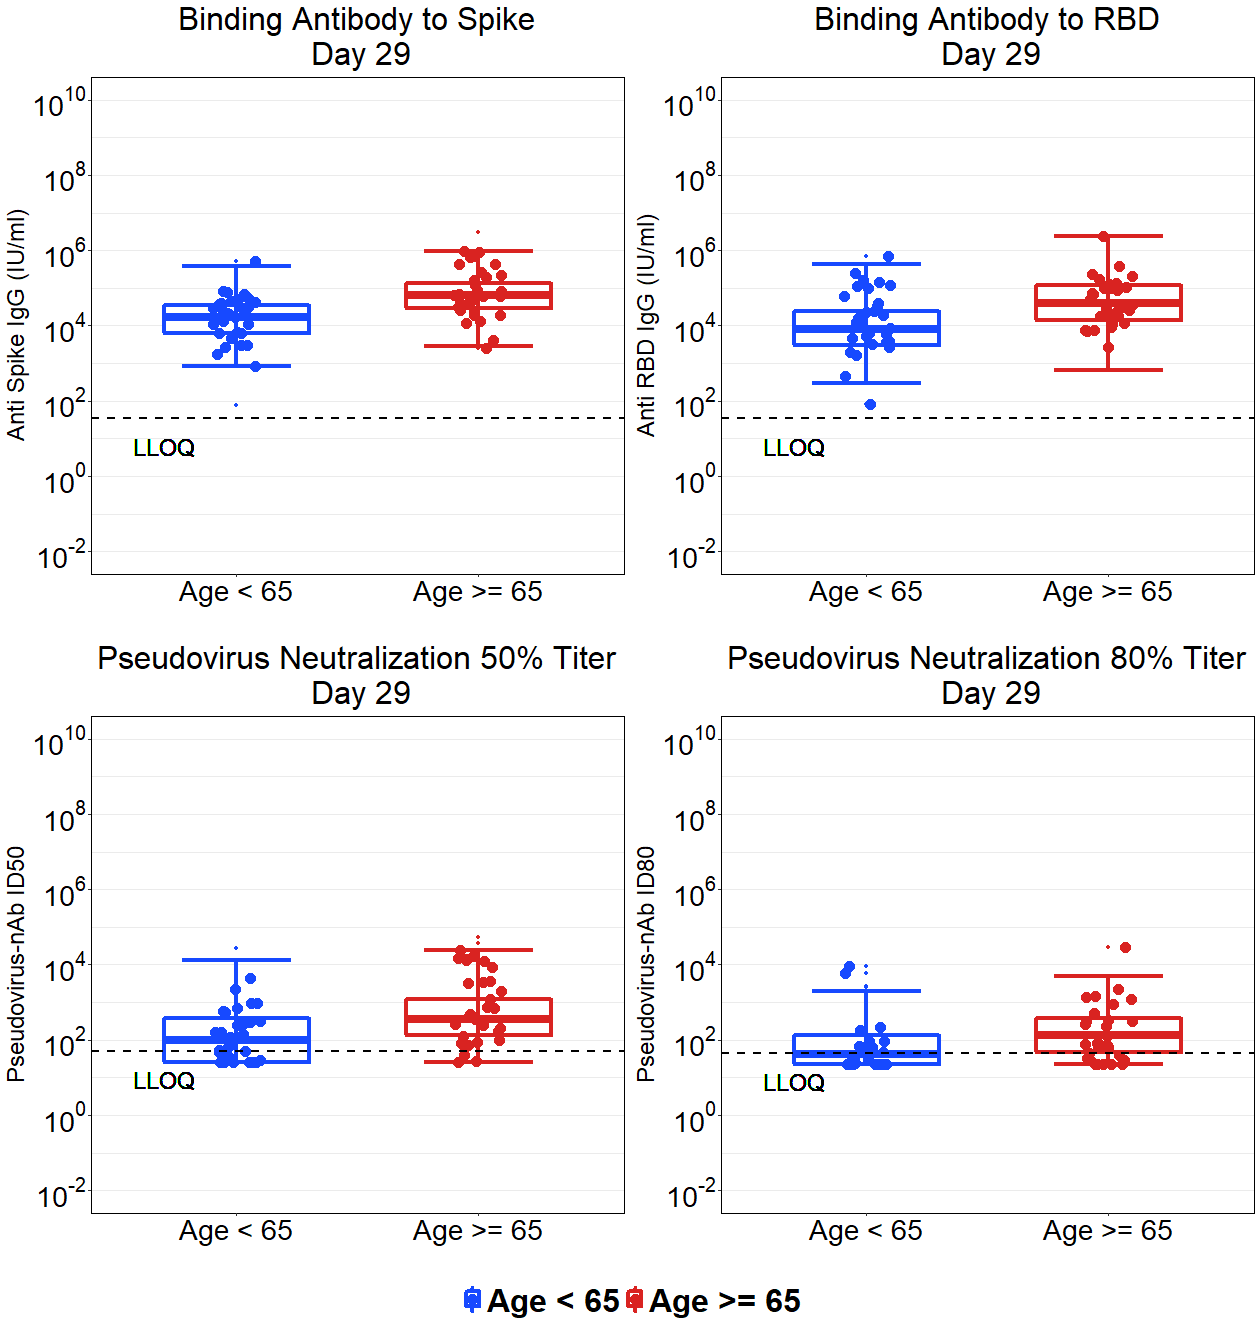 Binding Antibody to Spike
Day 29
Anti Spike IgG (IU/ml)
10^10
10^8
10^6
10^4
10^2
10^0
10^-2
LLOQ
Age < 65
Age >= 65
Binding Antibody to RBD
Day 29
Anti RBD IgG (IU/ml)
10^10
10^8
10^6
10^4
10^2
10^0
10^-2
LLOQ
Age < 65
Age >= 65
Pseudovirus Neutralization 50% Titer
Day 29
Pseudovirus-nAb ID50
10^10
10^8
10^6
10^4
10^2
10^0
10^-2
LLOQ
Age < 65
Age >= 65
Pseudovirus Neutralization 80% Titer
Day 29
Pseudovirus-nAb ID80
10^10
10^8
10^6
10^4
10^2
10^0
10^-2
LLOQ
Age < 65
Age >= 65
Age < 65 Age >= 65